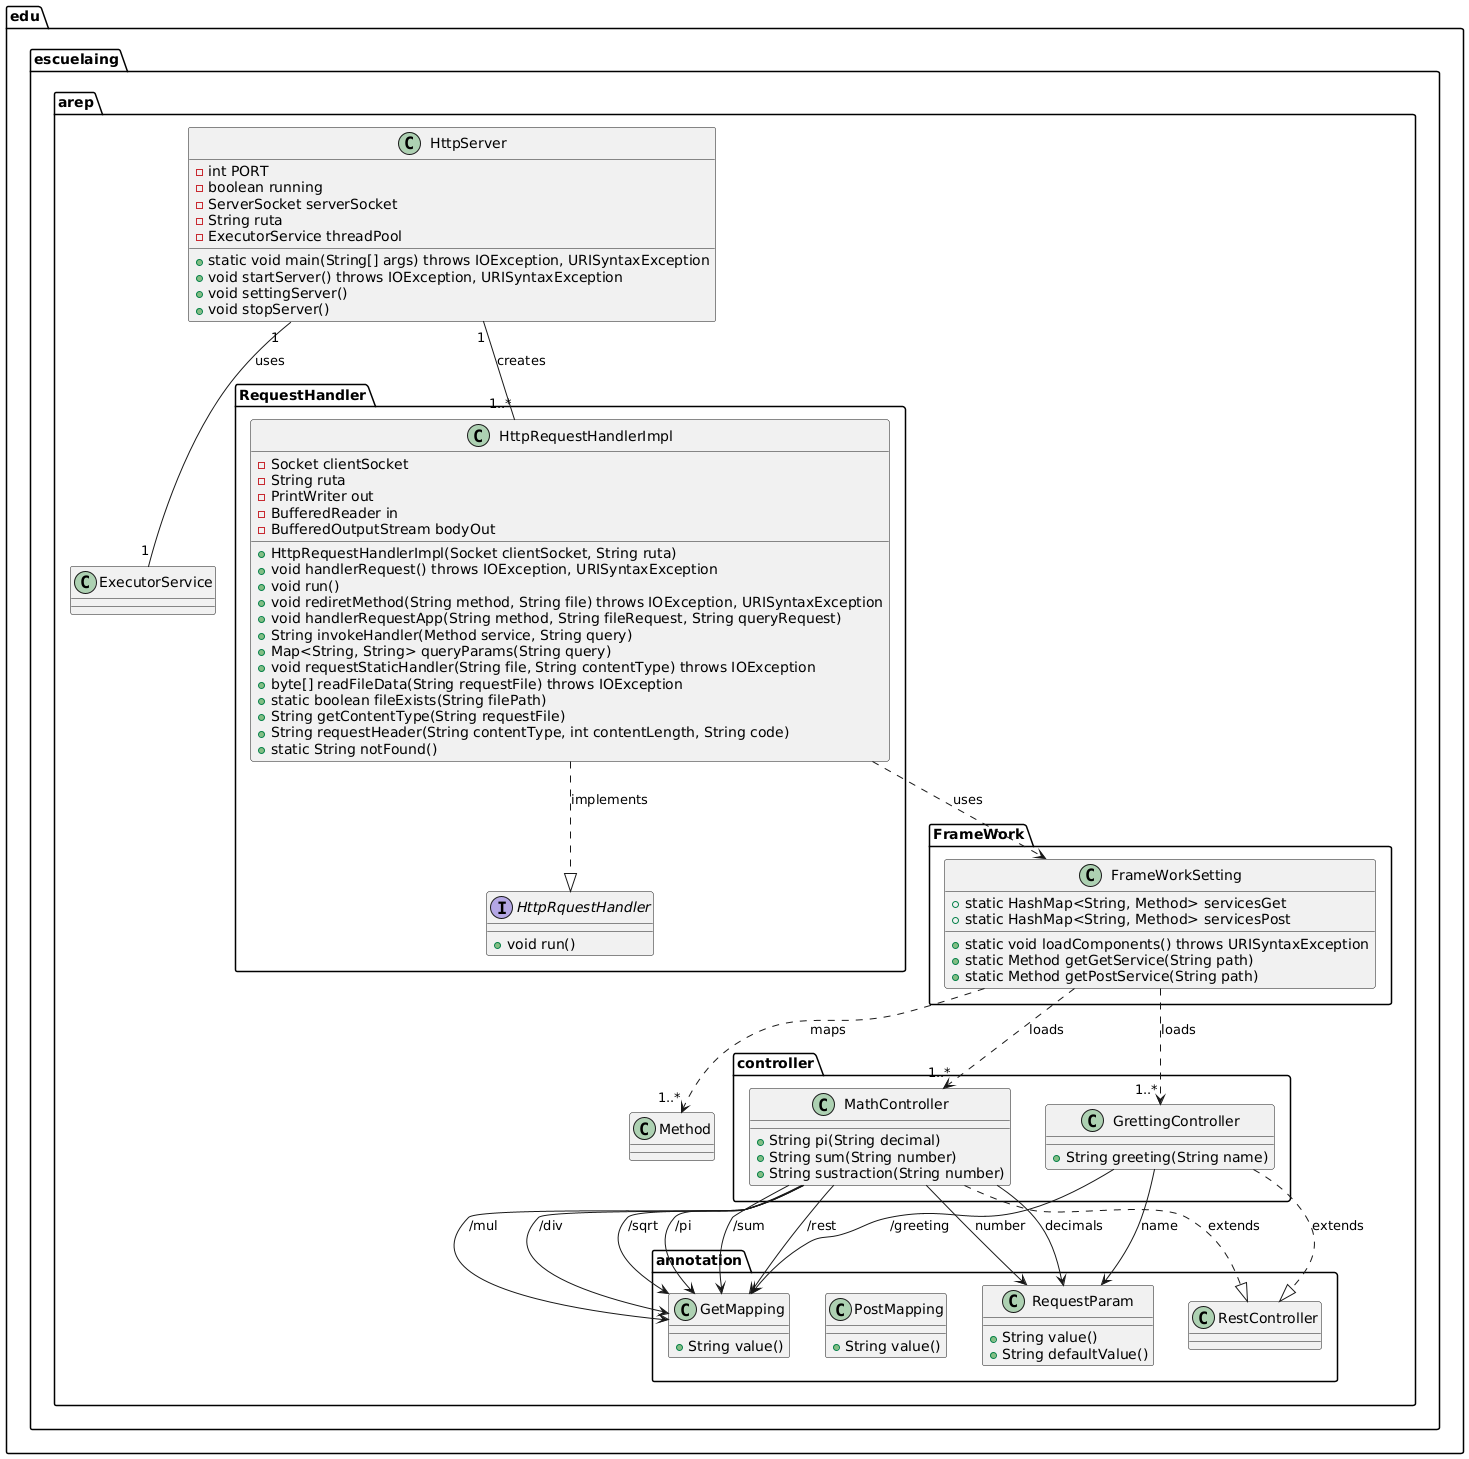 edu
escuelaing
arep
HttpServer
int PORT
boolean running
ServerSocket serverSocket
String ruta
ExecutorService threadPool
static void main(String[] args) throws IOException, URISyntaxException
void startServer() throws IOException, URISyntaxException
void settingServer()
void stopServer()
1
1
uses
creates
RequestHandler
1..*
HttpRequestHandlerImpl
Socket clientSocket
String ruta
PrintWriter out
BufferedReader in
BufferedOutputStream bodyOut
HttpRequestHandlerImpl(Socket clientSocket, String ruta)
void handlerRequest() throws IOException, URISyntaxException
void run()
void rediretMethod(String method, String file) throws IOException, URISyntaxException
void handlerRequestApp(String method, String fileRequest, String queryRequest)
String invokeHandler(Method service, String query)
Map<String, String> queryParams(String query)
void requestStaticHandler(String file, String contentType) throws IOException
byte[] readFileData(String requestFile) throws IOException
static boolean fileExists(String filePath)
String getContentType(String requestFile)
String requestHeader(String contentType, int contentLength, String code)
static String notFound()
1
C ExecutorService
implements
uses
I HttpRquestHandler
void run()
FrameWork
FrameWorkSetting
static HashMap<String, Method> servicesGet
static HashMap<String, Method> servicesPost
static void loadComponents() throws URISyntaxException
static Method getGetService(String path)
static Method getPostService(String path)
maps
loads
loads
controller
1..*
1..*
1..*
C Method
C MathController
String pi(String decimal)
String sum(String number)
String sustraction(String number)
C GrettingController
String greeting(String name)
/mul
/div
/sqrt
/pi
/sum
/rest
/greeting
number
decimals
name
extends
extends
annotation
C GetMapping
String value()
C PostMapping
String value()
C RequestParam
String value()
String defaultValue()
C RestController